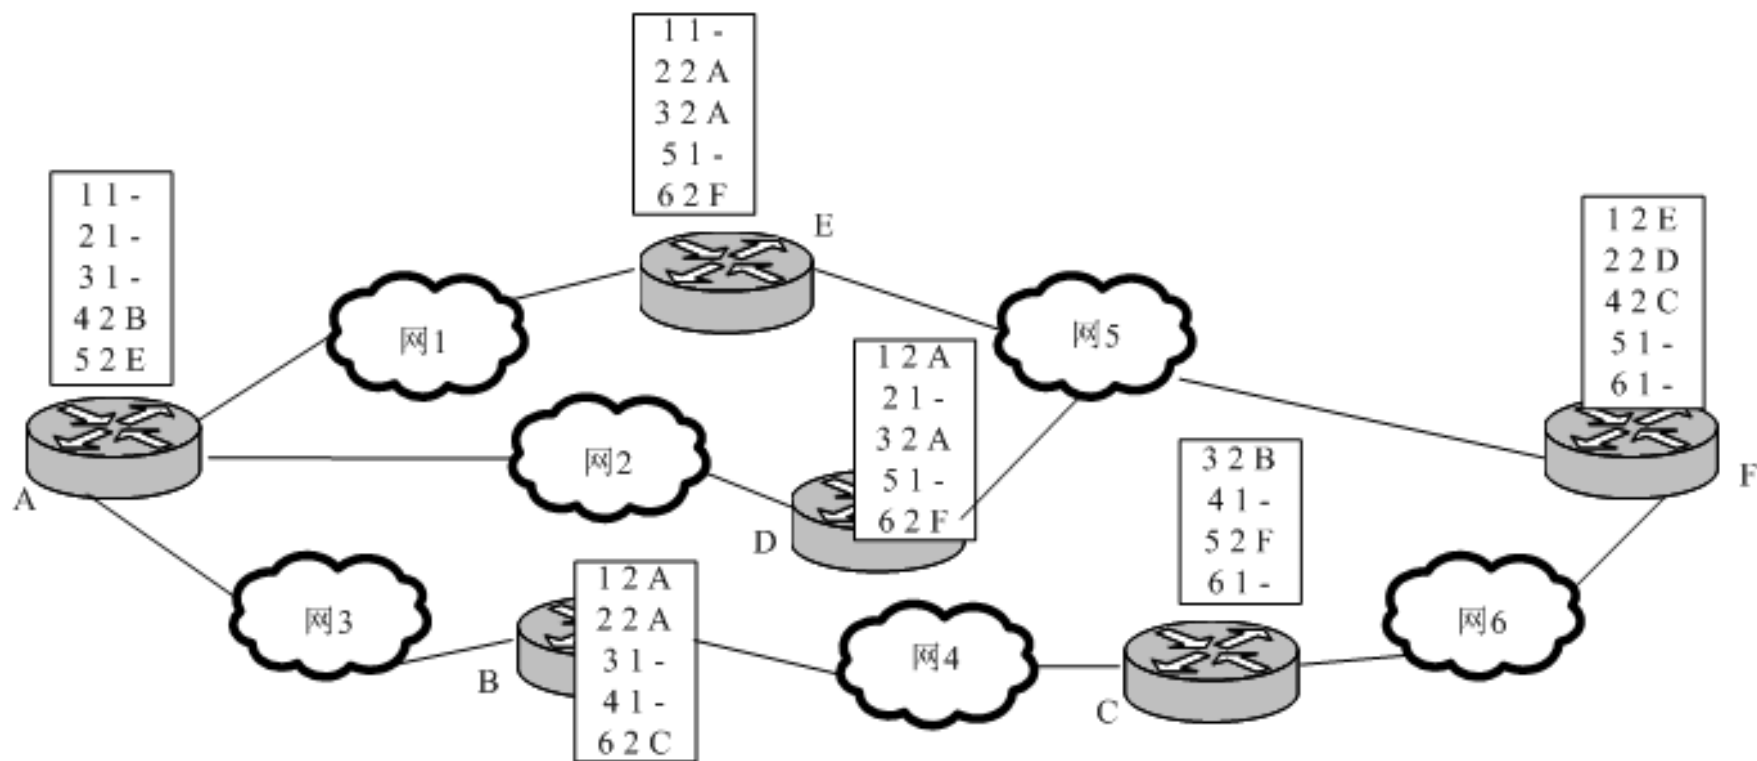 1 1 -
2 2 A
3 2 A
5 1 -
6 2 F
E
1 1 -
2 1 -
3 1 -
4 2 B
5 2 E
A
1 2 E
2 2 D
4 2 C
5 1 -
6 1 -
F
网1
网5
1 2 A
2 1 -
3 2 A
5 1 -
6 2 F
D
网2
3 2 B
4 1 -
5 2 F
6 1 -
C
网3
1 2 A
2 2 A
3 1 -
4 1 -
6 2 C
B
网4
网6